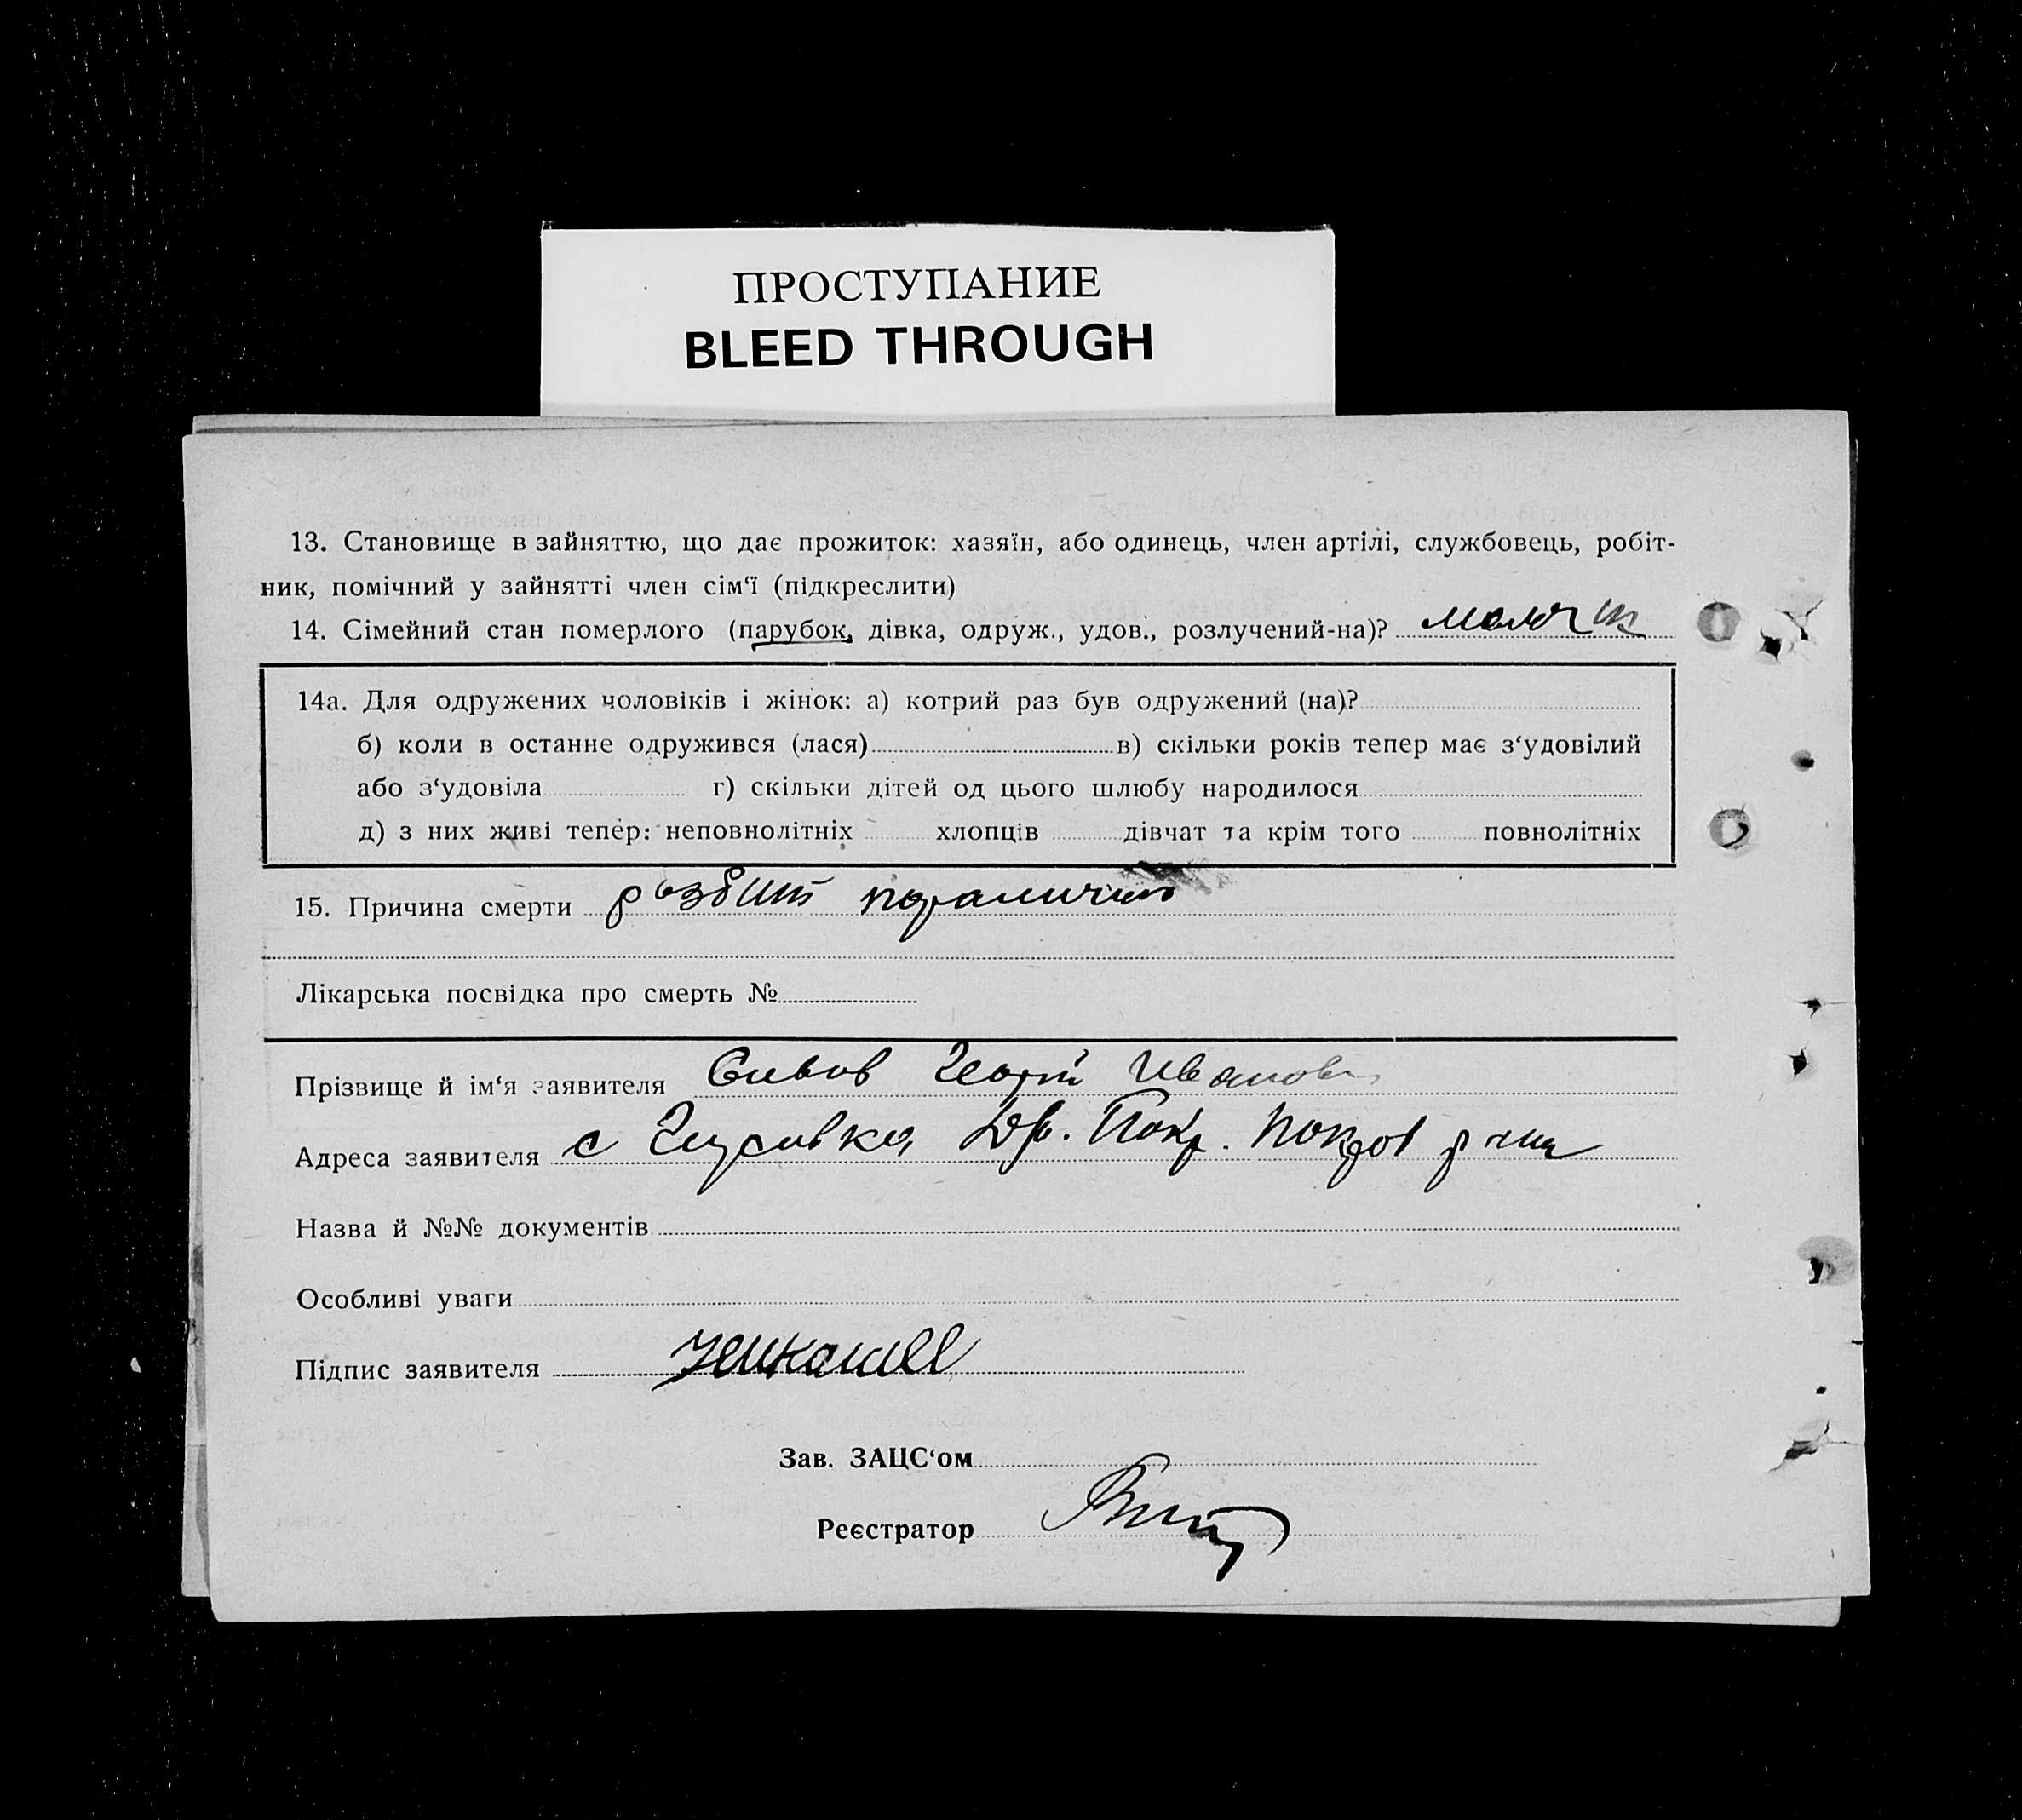 ПРОСТУПАНИЕ
BLEED THROUGH
13. Становище в зайняттю, що дає прожиток: хазяїн, або одинець, член артілі, службовець, робіт-
ник, помічний у зайнятті член сім‘ї (підкреслити)
14. Сімейний стан померлого (парубок, дівка, одруж., удов., розлучений-на)?
14а. Для одружених чоловіків і жінок: а) котрий раз був одружений (на)?
б) коли в останне одружився (лася) в) скільки років тепер має з‘удовілий
або з‘удовіла г) скільки дітей од цього шлюбу народилося
д) з них живі тепер: неповнолітніх хлопців дівчат та крім того повнолітніх
15. Причина смерти розбит
Лікарська посвідка про смерть №
Прізвище й ім‘я заявителя
Адреса заявителя с
Назва й №№ документів
Особливі уваги
Підпис заявителя
Зав. ЗАЦС‘ом
Реєстратор